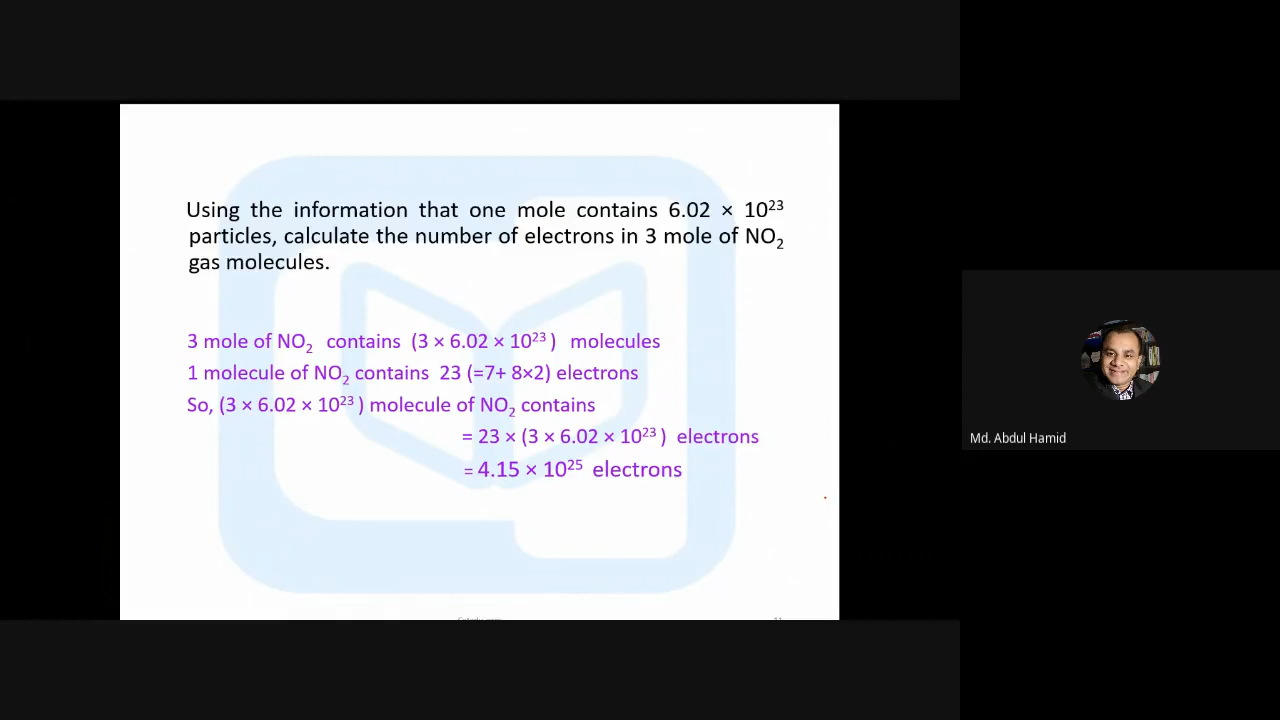 Using the information that one mole contains 6.02 × 10²³
particles, calculate the number of electrons in 3 mole of NO₂
gas molecules.
3 mole of NO₂ contains (3 × 6.02 × 10²³ ) molecules
1 molecule of NO₂ contains 23 (=7+ 8×2) electrons
So, (3 × 6.02 × 10²³ ) molecule of NO₂ contains
= 23 × (3 × 6.02 × 10²³ ) electrons
= 4.15 × 10²⁵ electrons
Md. Abdul Hamid